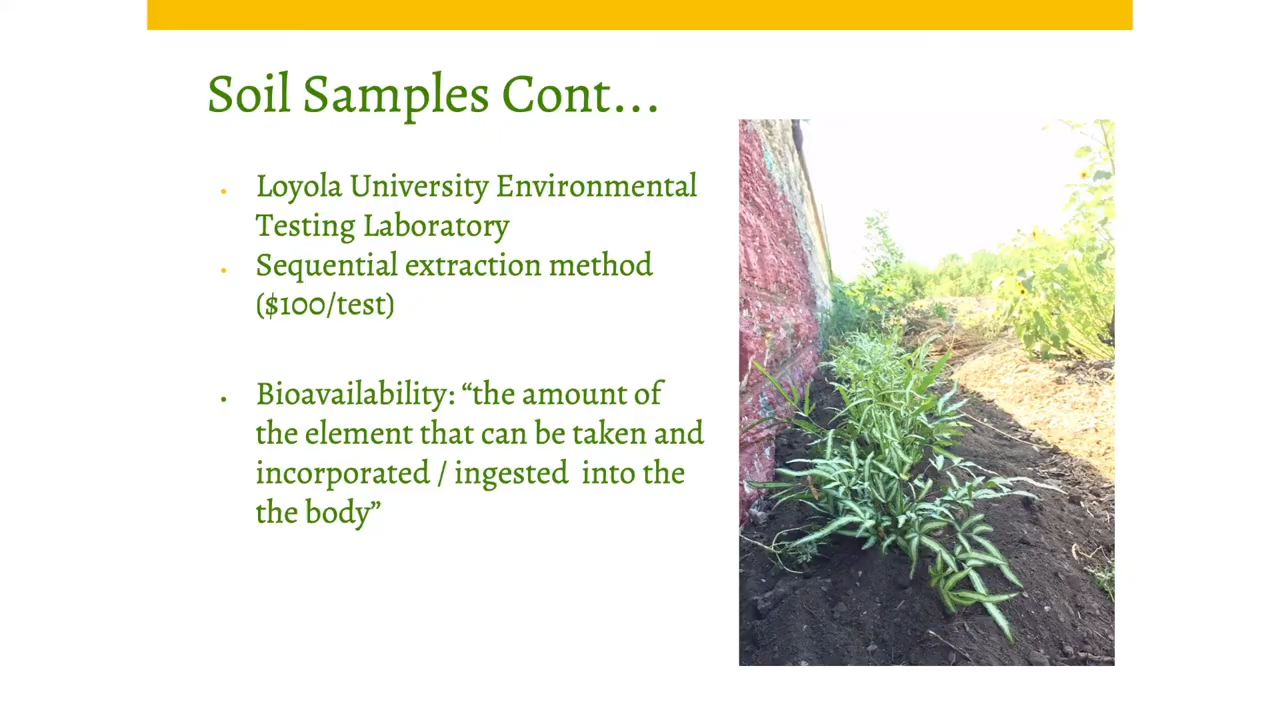 Soil Samples Cont...
Loyola University Environmental
Testing Laboratory
Sequential extraction method
($100/test)
Bioavailability: “the amount of
the element that can be taken and
incorporated / ingested  into the
the body”